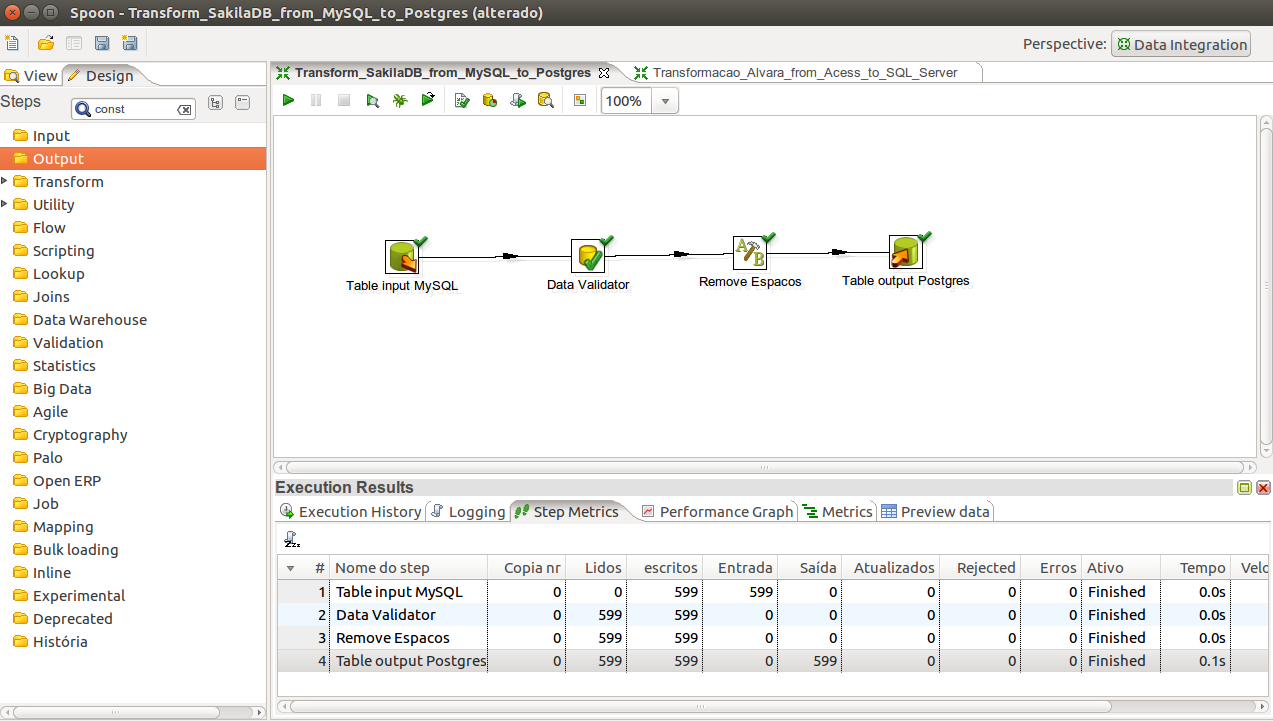 Spoon - Transform_SakilaDB_from_MySQL_to_Postgres (alterado)
Perspective: Data Integration
View Design
Steps const
Input
Output
Transform
Utility
Flow
Scripting
Lookup
Joins
Data Warehouse
Validation
Statistics
Big Data
Agile
Cryptography
Palo
Open ERP
Job
Mapping
Bulk loading
Inline
Experimental
Deprecated
História
Transform_SakilaDB_from_MySQL_to_Postgres Transformacao_Alvara_from_Acess_to_SQL_Server
100%
Table input MySQL Data Validator Remove Espacos Table output Postgres
Execution Results
Execution History Logging Step Metrics Performance Graph Metrics Preview data
# Nome do step Copia nr Lidos escritos Entrada Saída Atualizados Rejected Erros Ativo Tempo Velo
1 Table input MySQL 0 0 599 599 0 0 0 0 Finished 0.0s
2 Data Validator 0 599 599 0 0 0 0 0 Finished 0.0s
3 Remove Espacos 0 599 599 0 0 0 0 0 Finished 0.0s
4 Table output Postgres 0 599 599 0 599 0 0 0 Finished 0.1s